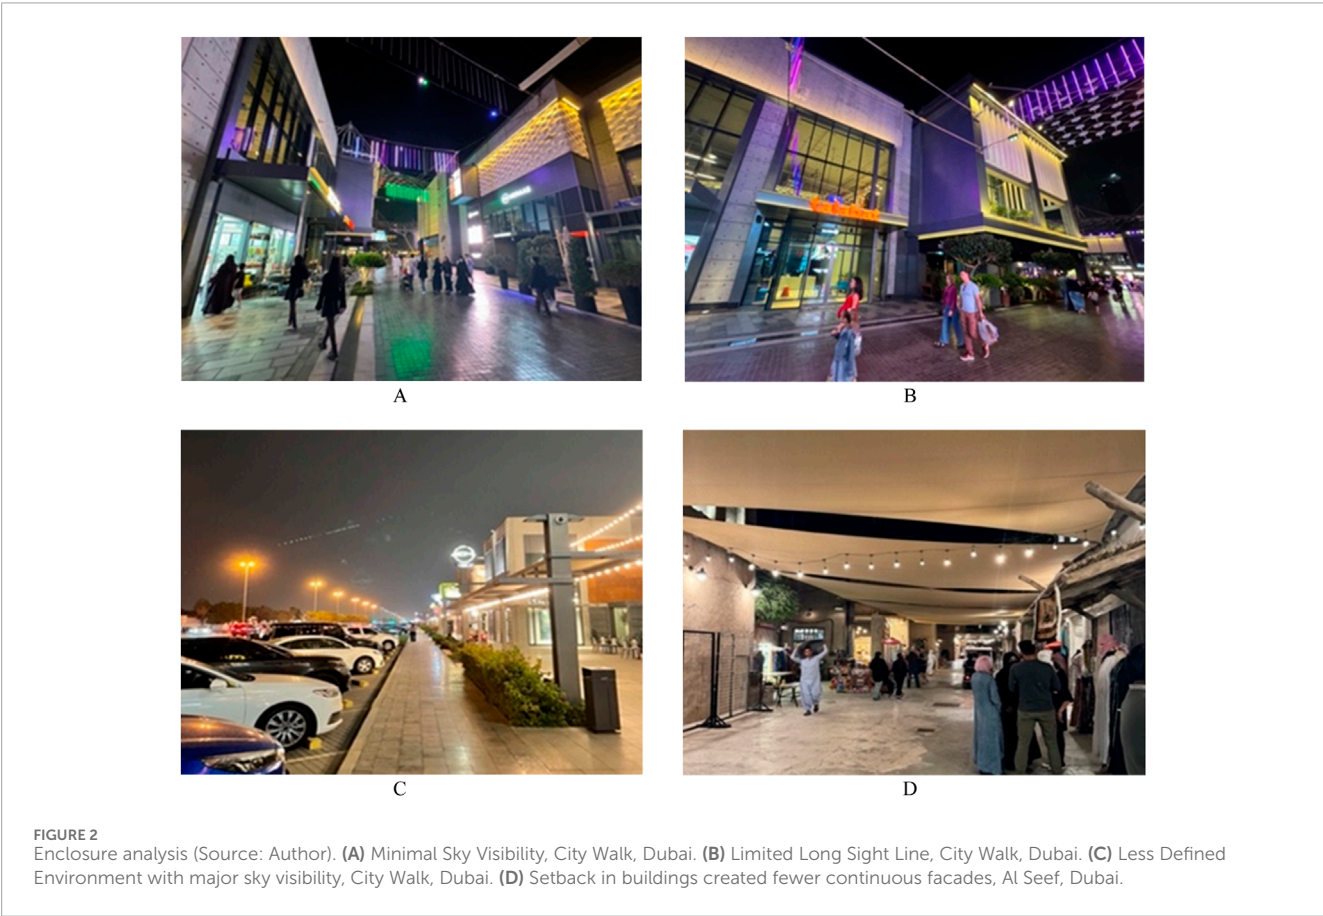 A
B
C
D
FIGURE 2
Enclosure analysis (Source: Author). (A) Minimal Sky Visibility, City Walk, Dubai. (B) Limited Long Sight Line, City Walk, Dubai. (C) Less Defined
Environment with major sky visibility, City Walk, Dubai. (D) Setback in buildings created fewer continuous facades, Al Seef, Dubai.